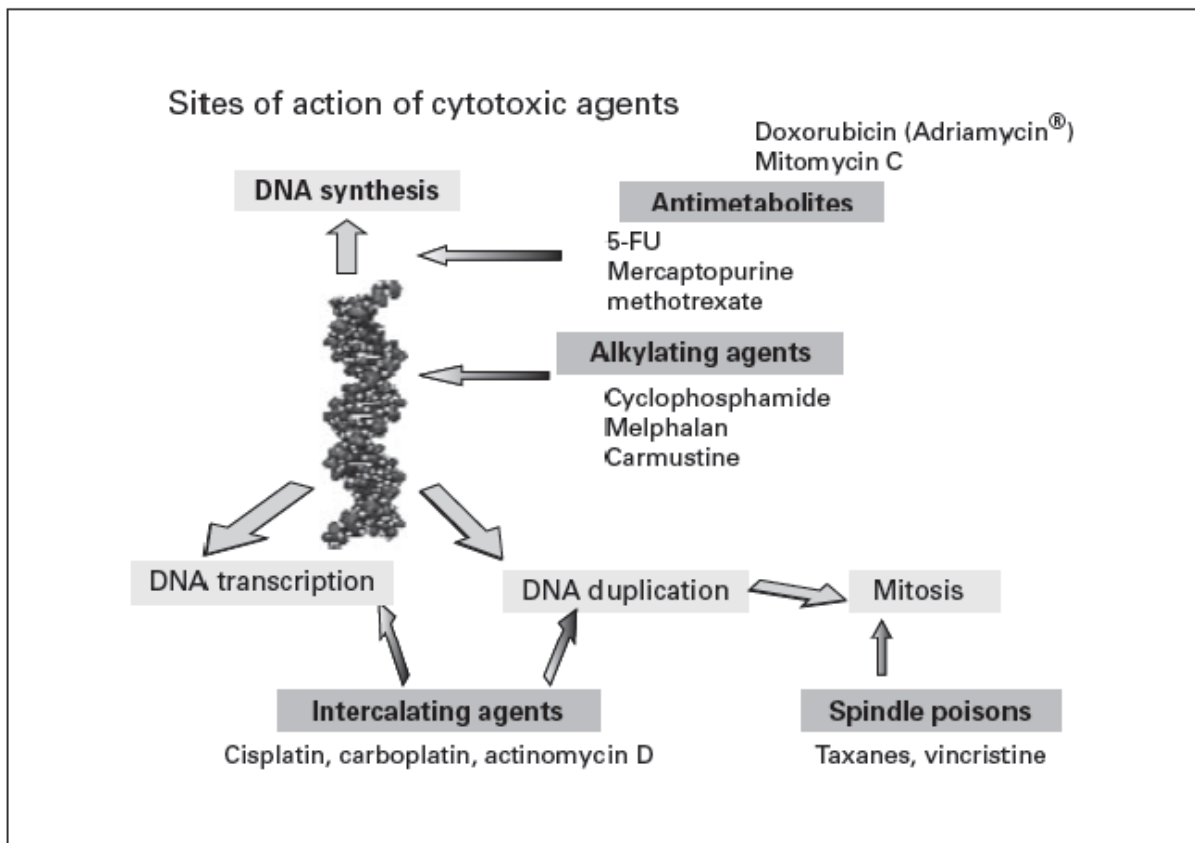 Sites of action of cytotoxic agents
Doxorubicin (Adriamycin®)
Mitomycin C
DNA synthesis
Antimetabolites
5-FU
Mercaptopurine
methotrexate
Alkylating agents
Cyclophosphamide
Melphalan
Carmustine
DNA transcription
DNA duplication
Mitosis
Intercalating agents
Spindle poisons
Cisplatin, carboplatin, actinomycin D
Taxanes, vincristine